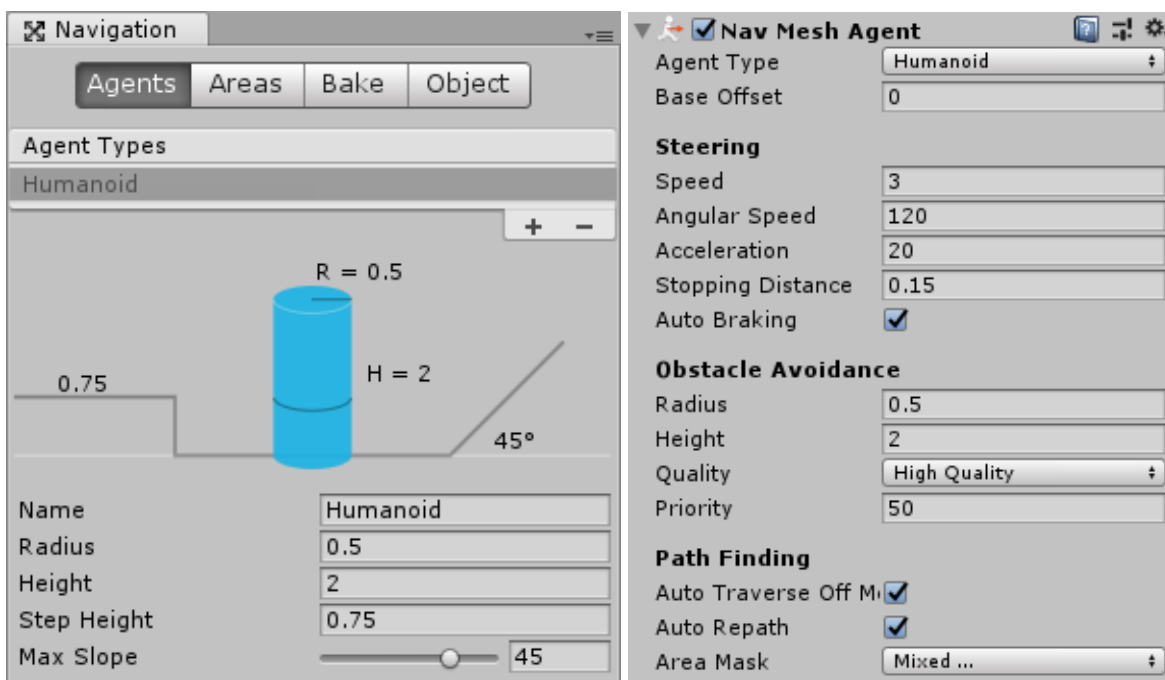 Navigation
Agents Areas Bake Object
Agent Types
Humanoid
+ −
R = 0.5
0.75
H = 2
45°
Name Humanoid
Radius 0.5
Height 2
Step Height 0.75
Max Slope 45
Nav Mesh Agent
Agent Type Humanoid
Base Offset 0
Steering
Speed 3
Angular Speed 120
Acceleration 20
Stopping Distance 0.15
Auto Braking
Obstacle Avoidance
Radius 0.5
Height 2
Quality High Quality
Priority 50
Path Finding
Auto Traverse Off M
Auto Repath
Area Mask Mixed ...